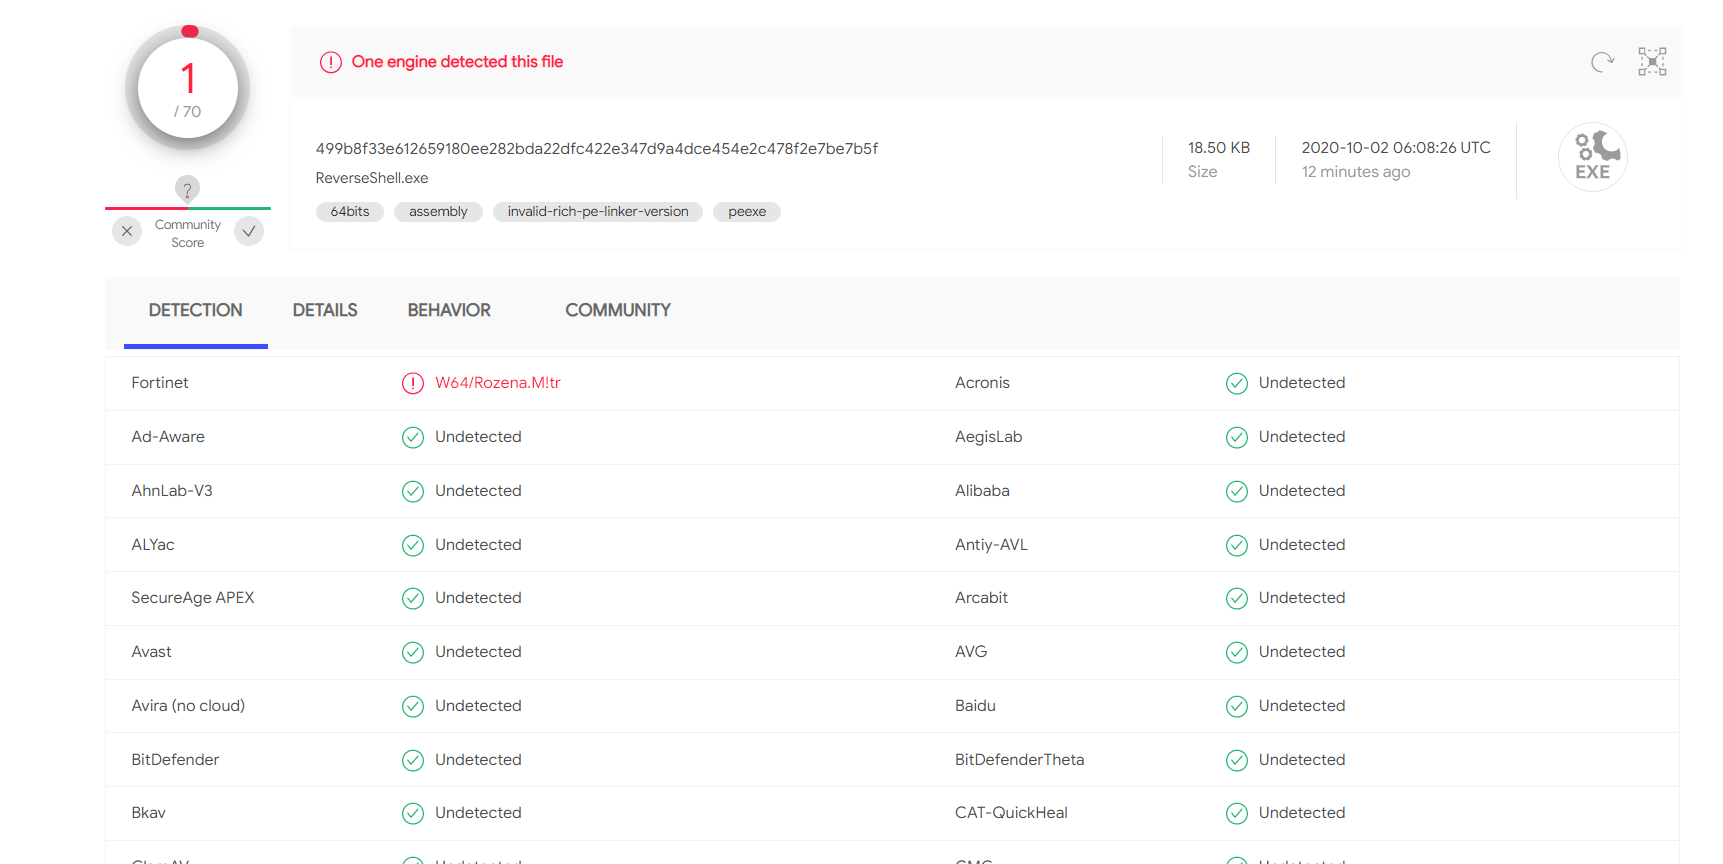 1
/ 70
?
Community
Score
One engine detected this file
499b8f33e612659180ee282bda22dfc422e347d9a4dce454e2c478f2e7be7b5f
ReverseShell.exe
64bits assembly invalid-rich-pe-linker-version peexe
18.50 KB
Size
2020-10-02 06:08:26 UTC
12 minutes ago
EXE
DETECTION DETAILS BEHAVIOR COMMUNITY
Fortinet W64/Rozena.M!tr Acronis Undetected
Ad-Aware Undetected AegisLab Undetected
AhnLab-V3 Undetected Alibaba Undetected
ALYac Undetected Antiy-AVL Undetected
SecureAge APEX Undetected Arcabit Undetected
Avast Undetected AVG Undetected
Avira (no cloud) Undetected Baidu Undetected
BitDefender Undetected BitDefenderTheta Undetected
Bkav Undetected CAT-QuickHeal Undetected